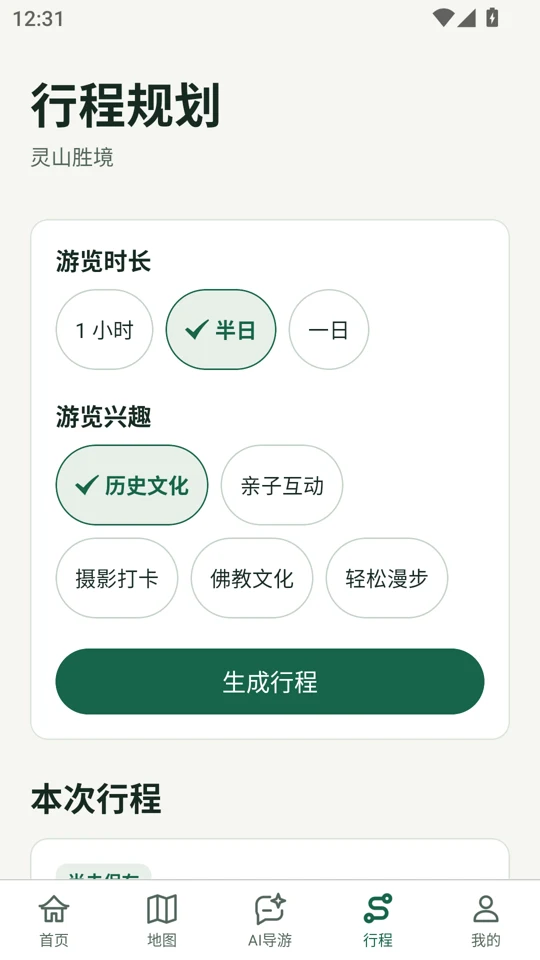 12:31
行程规划
灵山胜境
游览时长
1 小时
半日
一日
游览兴趣
历史文化
亲子互动
摄影打卡
佛教文化
轻松漫步
生成行程
本次行程
首页
地图
AI导游
行程
我的